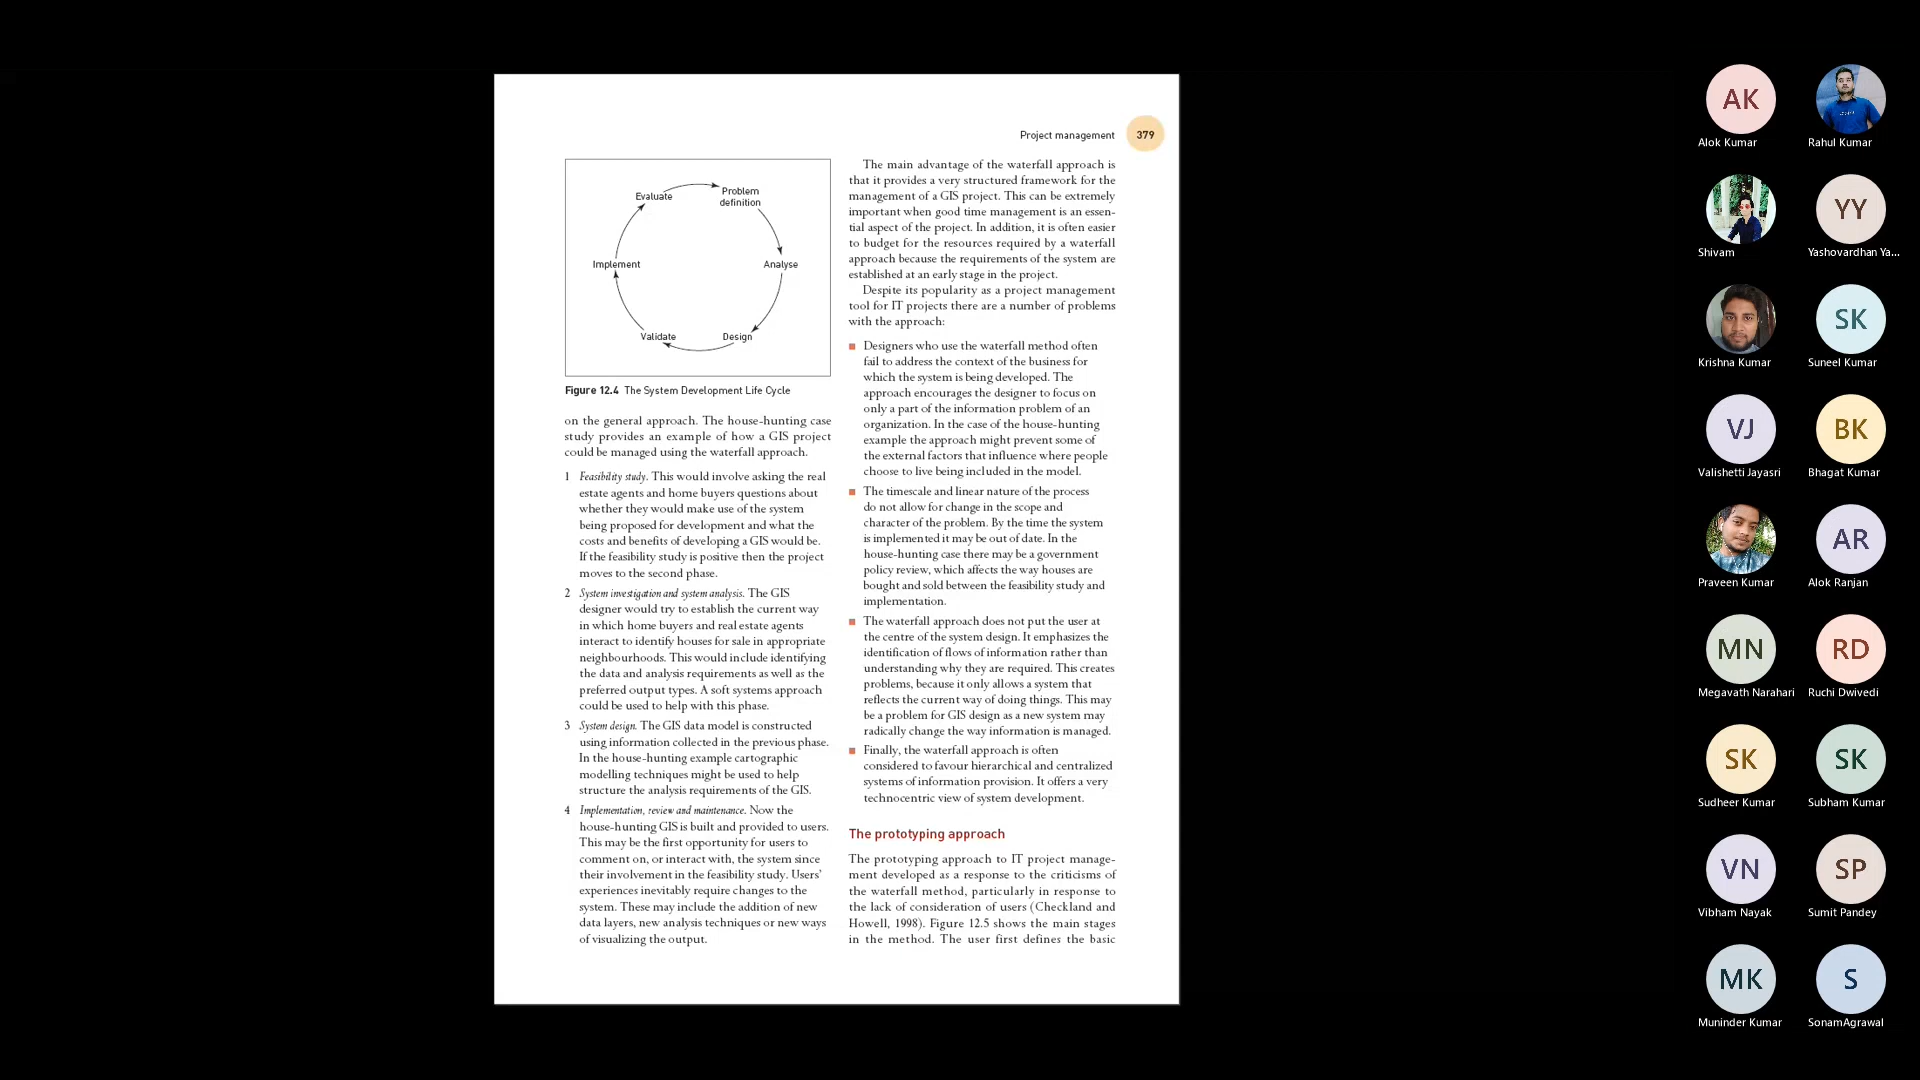 Project management 379
Evaluate
Problem
definition
Implement
Analyse
Validate
Design
Figure 12.4 The System Development Life Cycle
on the general approach. The house-hunting case
study provides an example of how a GIS project
could be managed using the waterfall approach.
1 Feasibility study. This would involve asking the real
estate agents and home buyers questions about
whether they would make use of the system
being proposed for development and what the
costs and benefits of developing a GIS would be.
If the feasibility study is positive then the project
moves to the second phase.
2 System investigation and system analysis. The GIS
designer would try to establish the current way
in which home buyers and real estate agents
interact to identify houses for sale in appropriate
neighbourhoods. This would include identifying
the data and analysis requirements as well as the
preferred output types. A soft systems approach
could be used to help with this phase.
3 System design. The GIS data model is constructed
using information collected in the previous phase.
In the house-hunting example cartographic
modelling techniques might be used to help
structure the analysis requirements of the GIS.
4 Implementation, review and maintenance. Now the
house-hunting GIS is built and provided to users.
This may be the first opportunity for users to
comment on, or interact with, the system since
their involvement in the feasibility study. Users'
experiences inevitably require changes to the
system. These may include the addition of new
data layers, new analysis techniques or new ways
of visualizing the output.
The main advantage of the waterfall approach is
that it provides a very structured framework for the
management of a GIS project. This can be extremely
important when good time management is an essen-
tial aspect of the project. In addition, it is often easier
to budget for the resources required by a waterfall
approach because the requirements of the system are
established at an early stage in the project.
Despite its popularity as a project management
tool for IT projects there are a number of problems
with the approach:
Designers who use the waterfall method often
fail to address the context of the business for
which the system is being developed. The
approach encourages the designer to focus on
only a part of the information problem of an
organization. In the case of the house-hunting
example the approach might prevent some of
the external factors that influence where people
choose to live being included in the model.
The timescale and linear nature of the process
do not allow for change in the scope and
character of the problem. By the time the system
is implemented it may be out of date. In the
house-hunting case there may be a government
policy review, which affects the way houses are
bought and sold between the feasibility study and
implementation.
The waterfall approach does not put the user at
the centre of the system design. It emphasizes the
identification of flows of information rather than
understanding why they are required. This creates
problems, because it only allows a system that
reflects the current way of doing things. This may
be a problem for GIS design as a new system may
radically change the way information is managed.
Finally, the waterfall approach is often
considered to favour hierarchical and centralized
systems of information provision. It offers a very
technocentric view of system development.
The prototyping approach
The prototyping approach to IT project manage-
ment developed as a response to the criticisms of
the waterfall method, particularly in response to
the lack of consideration of users (Checkland and
Howell, 1998). Figure 12.5 shows the main stages
in the method. The user first defines the basic
AK
Alok Kumar
Rahul Kumar
Shivam
YY
Yashovardhan Ya...
Krishna Kumar
SK
Suneel Kumar
VJ
Valishetti Jayasri
BK
Bhagat Kumar
Praveen Kumar
AR
Alok Ranjan
MN
Megavath Narahari
RD
Ruchi Dwivedi
SK
Sudheer Kumar
SK
Subham Kumar
VN
Vibham Nayak
SP
Sumit Pandey
MK
Muninder Kumar
S
SonamAgrawal